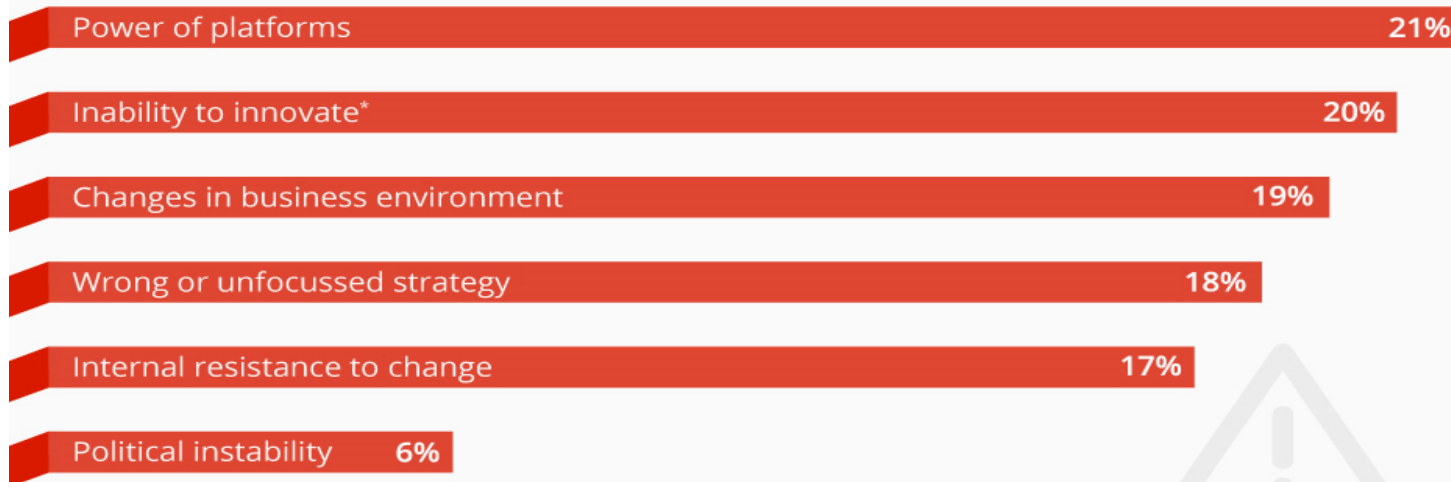 Power of platforms 21%
Inability to innovate* 20%
Changes in business environment 19%
Wrong or unfocussed strategy 18%
Internal resistance to change 17%
Political instability 6%